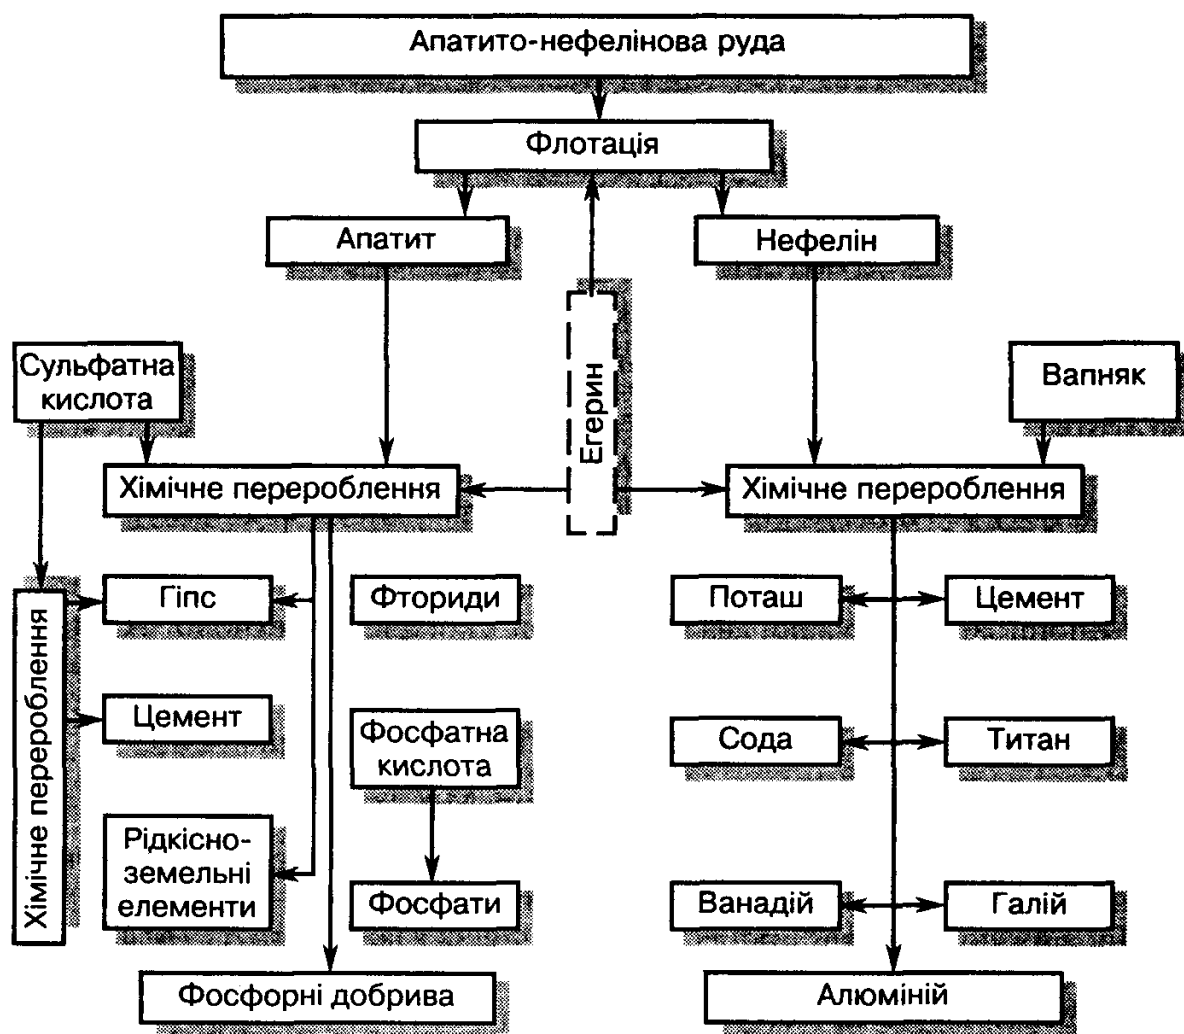 Апатито-нефелінова руда
Флотація
Апатит
Нефелін
Сульфатна
кислота
Егерин
Вапняк
Хімічне перероблення
Хімічне перероблення
Хімічне перероблення
Гіпс
Фториди
Поташ
Цемент
Цемент
Фосфатна
кислота
Сода
Титан
Рідкісно-
земельні
елементи
Фосфати
Ванадій
Галій
Фосфорні добрива
Алюміній